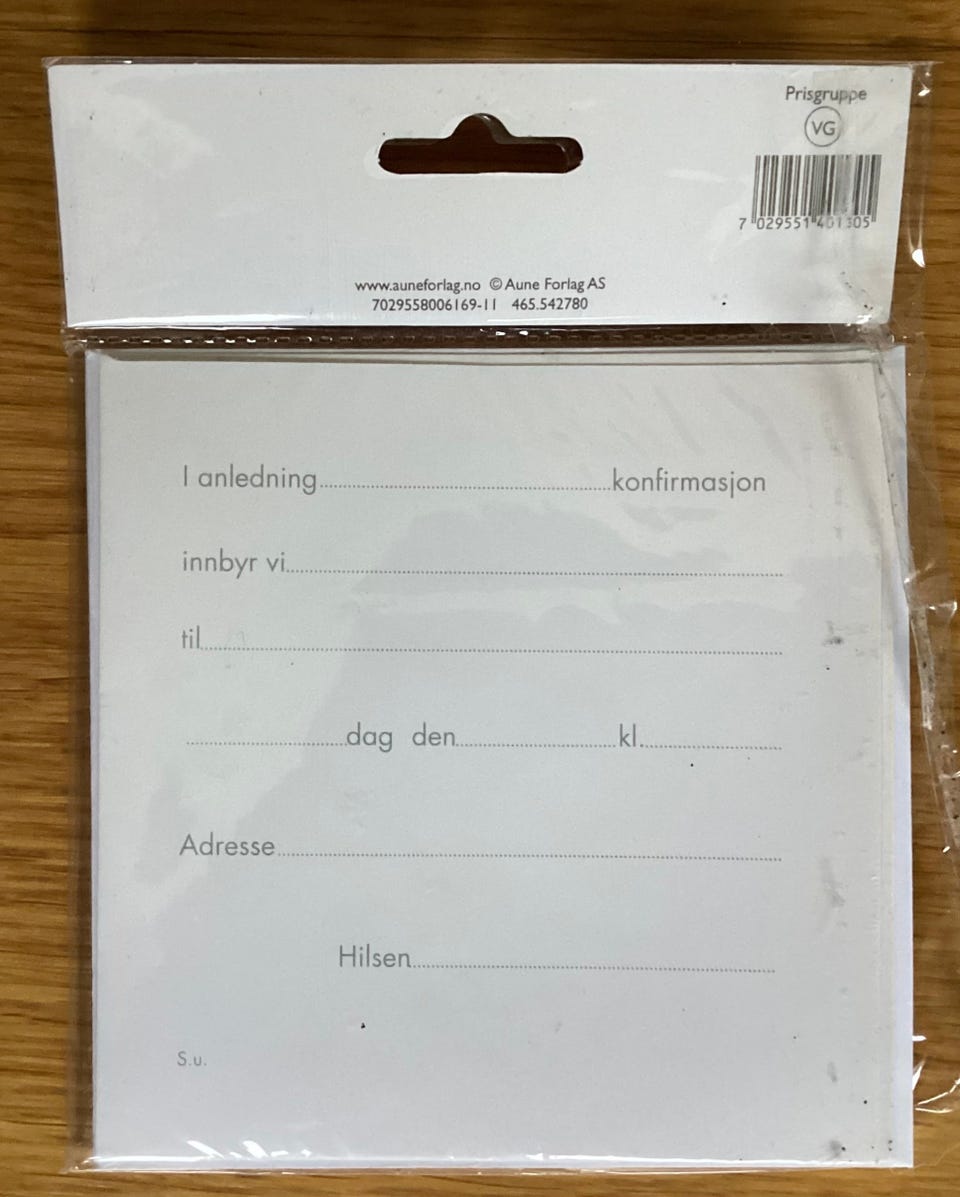 Prisgruppe
VG
7 029551 401305
www.auneforlag.no © Aune Forlag AS
7029558006169-11 465.542780
I anledning..........konfirmasjon
innbyr vi..........
til..........
..........dag den..........kl...........
Adresse..........
Hilsen..........
S.u.